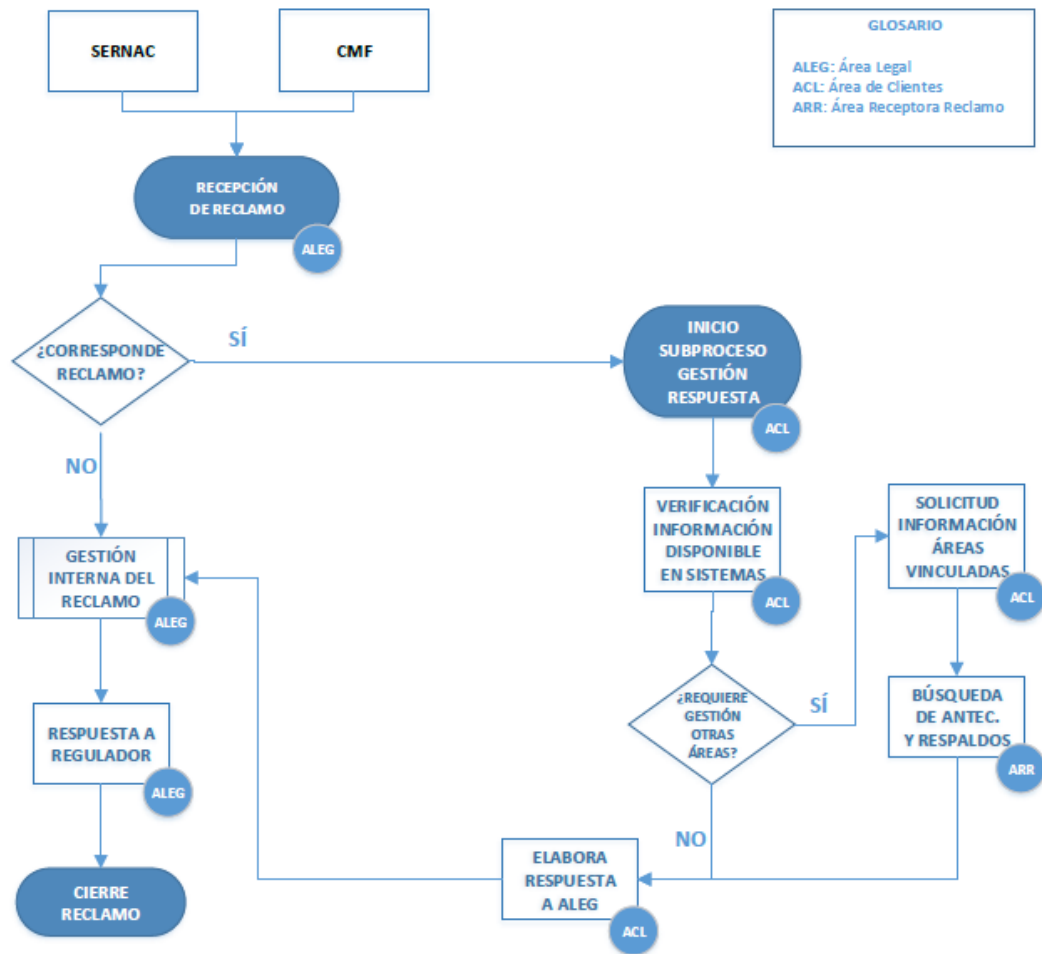 SERNAC
CMF
GLOSARIO
ALEG: Área Legal
ACL: Área de Clientes
ARR: Área Receptora Reclamo
RECEPCIÓN
DE RECLAMO
ALEG
¿CORRESPONDE
RECLAMO?
SÍ
INICIO
SUBPROCESO
GESTIÓN
RESPUESTA
ACL
NO
VERIFICACIÓN
INFORMACIÓN
DISPONIBLE
EN SISTEMAS
ACL
SOLICITUD
INFORMACIÓN
ÁREAS
VINCULADAS
ACL
GESTIÓN
INTERNA DEL
RECLAMO
ALEG
¿REQUIERE
GESTIÓN
OTRAS
ÁREAS?
SÍ
BÚSQUEDA
DE ANTEC.
Y RESPALDOS
ARR
RESPUESTA A
REGULADOR
ALEG
NO
ELABORA
RESPUESTA
A ALEG
ACL
CIERRE
RECLAMO